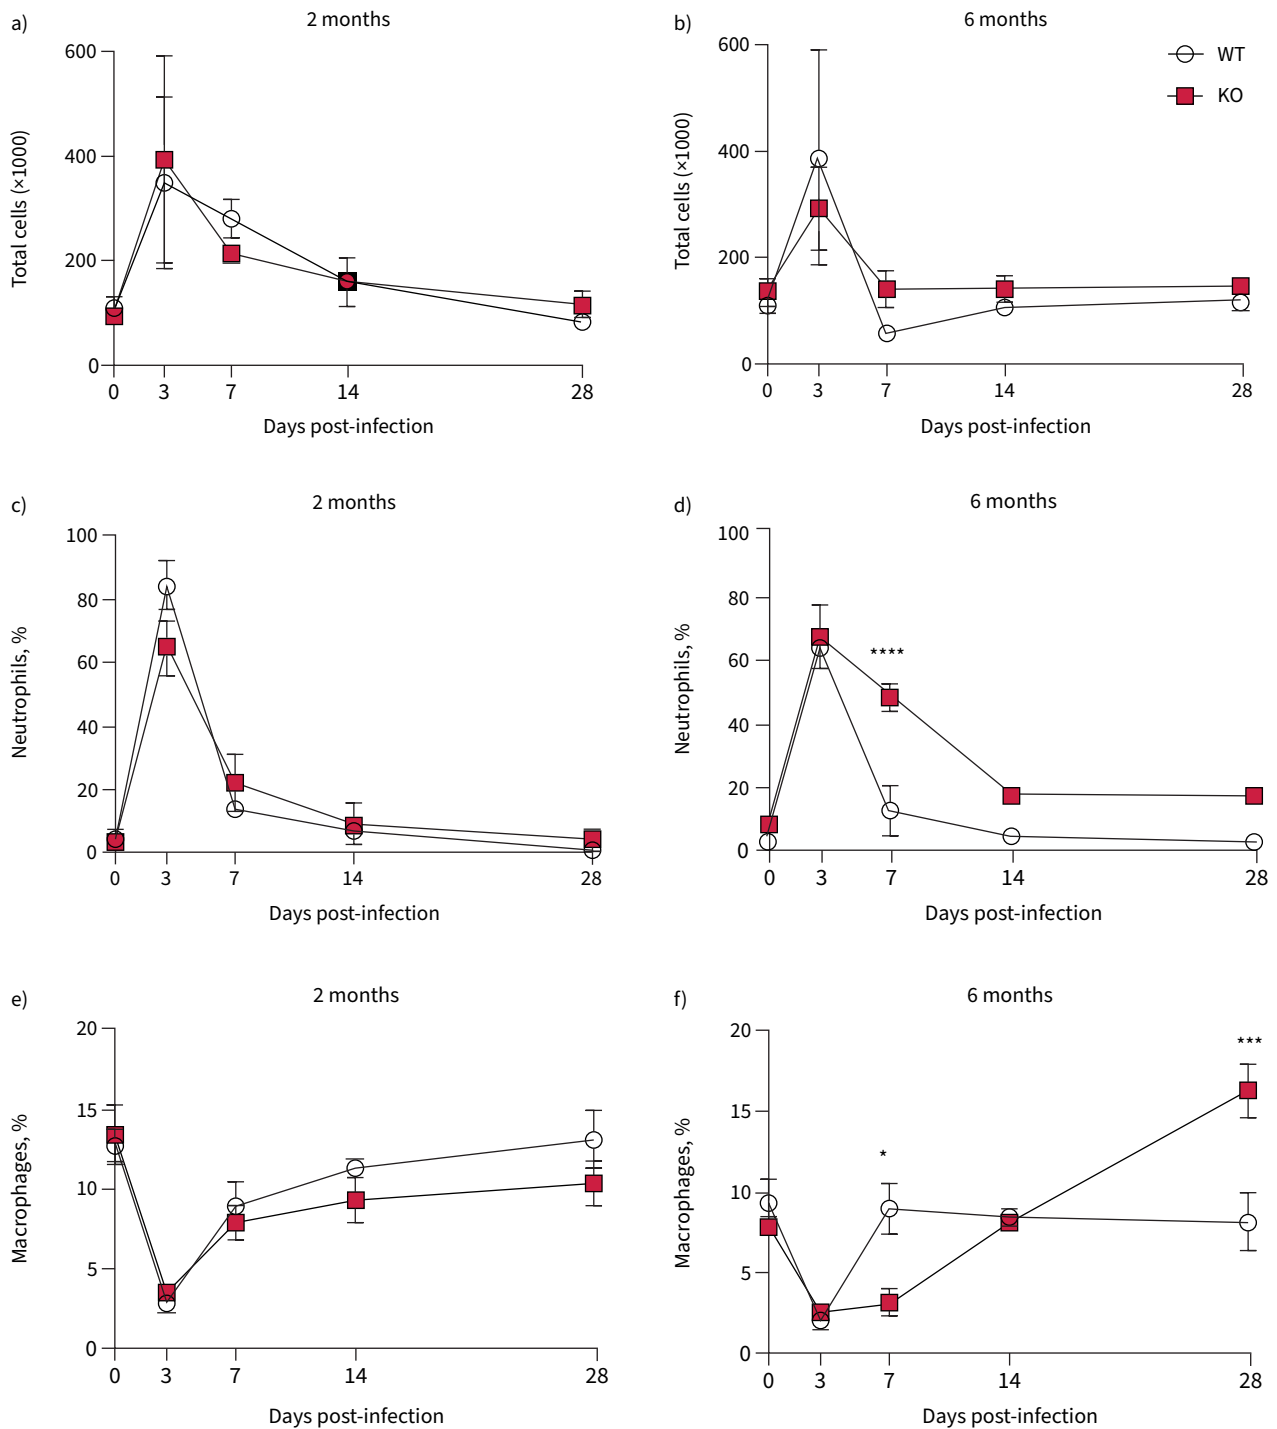 a)
2 months
600
400
200
0
Total cells (×1000)
0 3 7 14 28
Days post-infection
b)
6 months
600
400
200
0
Total cells (×1000)
0 3 7 14 28
Days post-infection
WT
KO
c)
2 months
100
80
60
40
20
0
Neutrophils, %
0 3 7 14 28
Days post-infection
d)
6 months
100
80
60
40
20
0
Neutrophils, %
****
0 3 7 14 28
Days post-infection
e)
2 months
20
15
10
5
0
Macrophages, %
0 3 7 14 28
Days post-infection
f)
6 months
20
15
10
5
0
Macrophages, %
*
***
0 3 7 14 28
Days post-infection